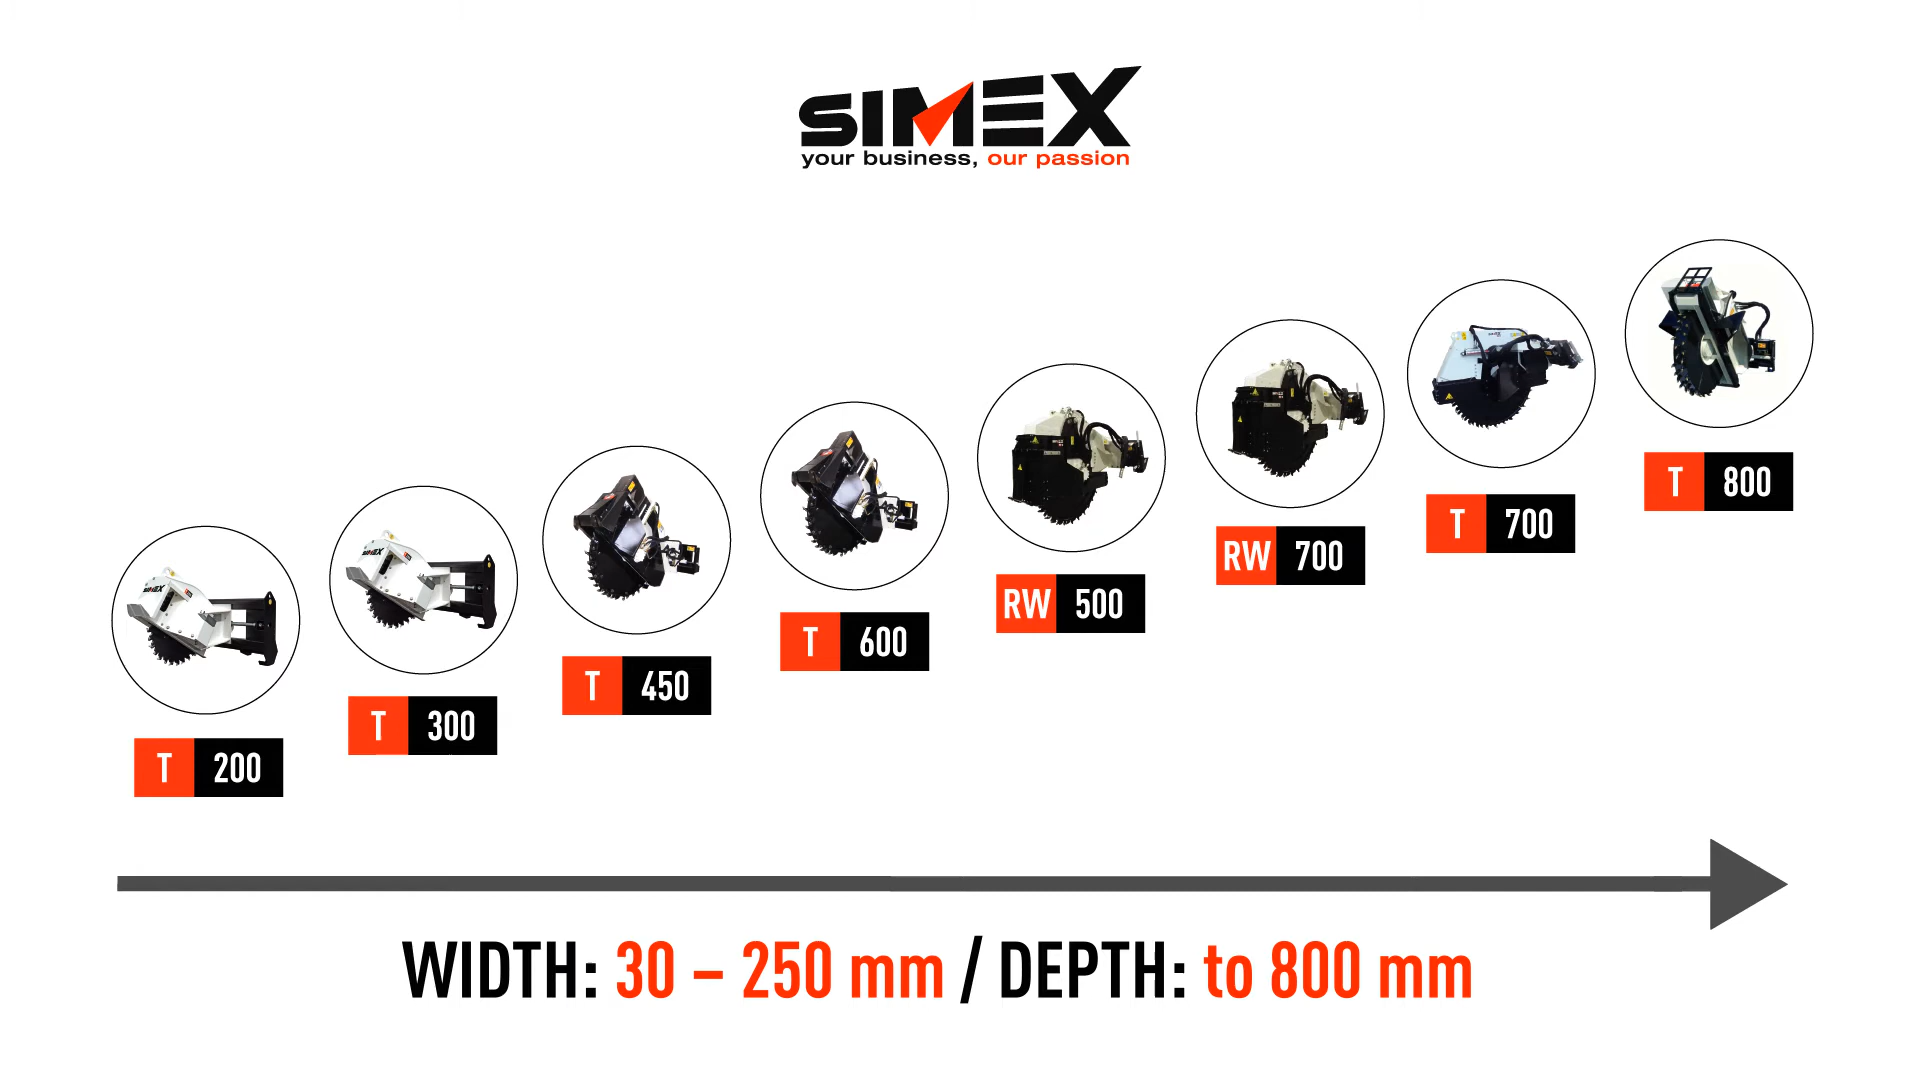 SIMEX
your business, our passion
T 200
T 300
T 450
T 600
RW 500
RW 700
T 700
T 800
WIDTH: 30 – 250 mm / DEPTH: to 800 mm